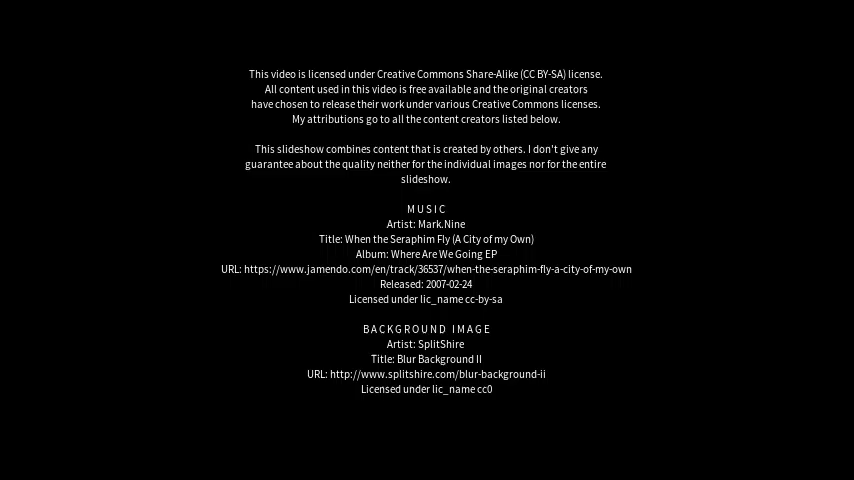 This video is licensed under Creative Commons Share-Alike (CC BY-SA) license.
All content used in this video is free available and the original creators
have chosen to release their work under various Creative Commons licenses.
My attributions go to all the content creators listed below.
This slideshow combines content that is created by others. I don't give any
guarantee about the quality neither for the individual images nor for the entire
slideshow.
MUSIC
Artist: Mark.Nine
Title: When the Seraphim Fly (A City of my Own)
Album: Where Are We Going EP
URL: https://www.jamendo.com/en/track/36537/when-the-seraphim-fly-a-city-of-my-own
Released: 2007-02-24
Licensed under lic_name cc-by-sa
BACKGROUND IMAGE
Artist: SplitShire
Title: Blur Background II
URL: http://www.splitshire.com/blur-background-ii
Licensed under lic_name cc0